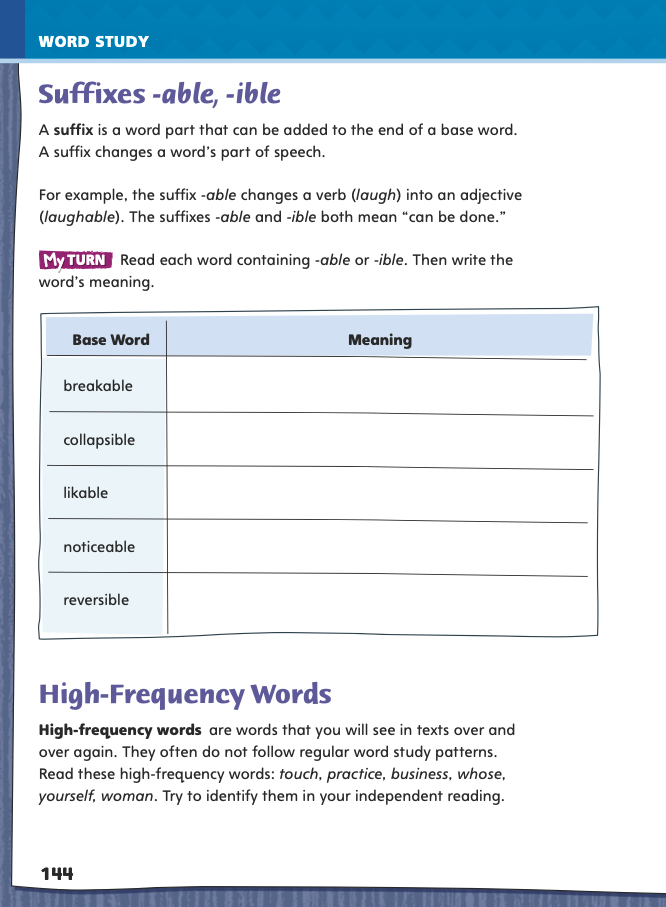 WORD STUDY
Suffixes -able, -ible
A suffix is a word part that can be added to the end of a base word.
A suffix changes a word’s part of speech.
For example, the suffix -able changes a verb (laugh) into an adjective
(laughable). The suffixes -able and -ible both mean “can be done.”
My TURN Read each word containing -able or -ible. Then write the
word’s meaning.
Base Word Meaning
breakable
collapsible
likable
noticeable
reversible
High-Frequency Words
High-frequency words are words that you will see in texts over and
over again. They often do not follow regular word study patterns.
Read these high-frequency words: touch, practice, business, whose,
yourself, woman. Try to identify them in your independent reading.
144